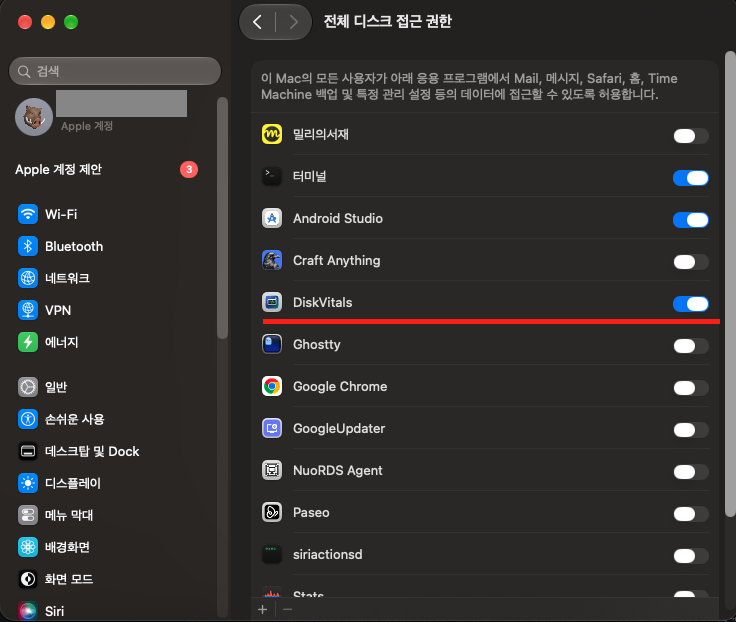 전체 디스크 접근 권한
검색
Apple 계정
Apple 계정 제안
3
Wi-Fi
Bluetooth
네트워크
VPN
에너지
일반
손쉬운 사용
데스크탑 및 Dock
디스플레이
메뉴 막대
배경화면
화면 모드
Siri
이 Mac의 모든 사용자가 아래 응용 프로그램에서 Mail, 메시지, Safari, 홈, Time
Machine 백업 및 특정 관리 설정 등의 데이터에 접근할 수 있도록 허용합니다.
밀리의서재
터미널
Android Studio
Craft Anything
DiskVitals
Ghostty
Google Chrome
GoogleUpdater
NuoRDS Agent
Paseo
siriactionsd
Stats